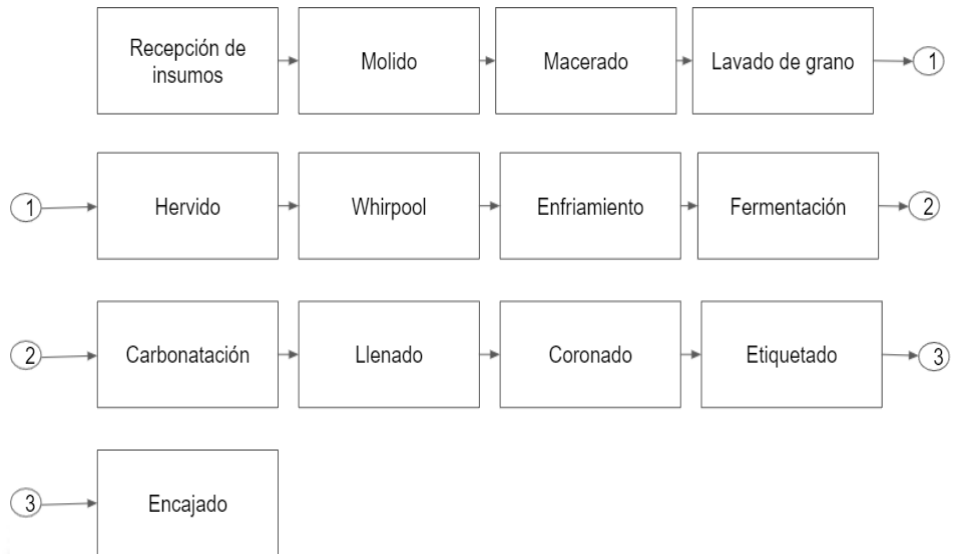 Recepción de
insumos
Molido
Macerado
Lavado de grano
1
1
Hervido
Whirpool
Enfriamiento
Fermentación
2
2
Carbonatación
Llenado
Coronado
Etiquetado
3
3
Encajado